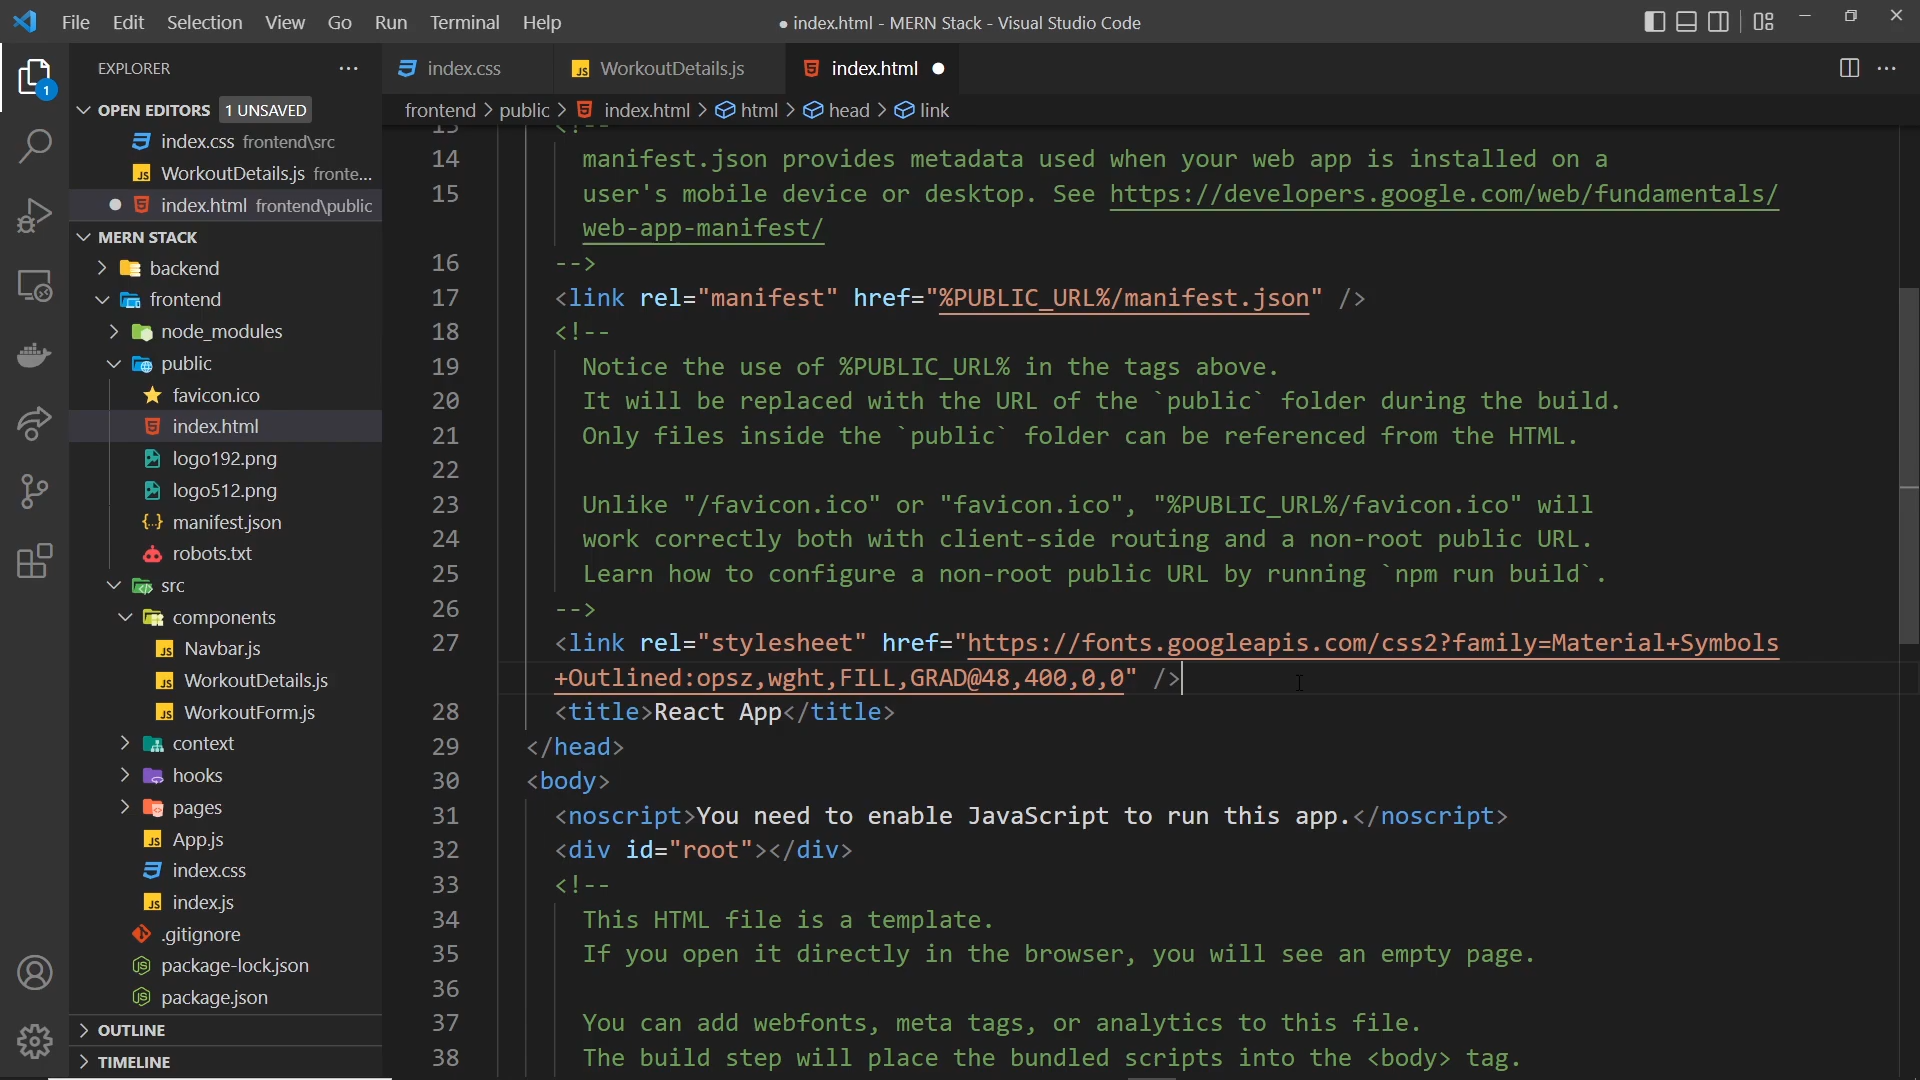 File Edit Selection View Go Run Terminal Help
● index.html - MERN Stack - Visual Studio Code
EXPLORER
index.css
WorkoutDetails.js
index.html
1
OPEN EDITORS 1 UNSAVED
frontend > public > index.html > html > head > link
index.css frontend\src
WorkoutDetails.js fronte...
index.html frontend\public
MERN STACK
backend
frontend
node_modules
public
favicon.ico
index.html
logo192.png
logo512.png
manifest.json
robots.txt
src
components
Navbar.js
WorkoutDetails.js
WorkoutForm.js
context
hooks
pages
App.js
index.css
index.js
.gitignore
package-lock.json
package.json
OUTLINE
TIMELINE
13 <!--
14 manifest.json provides metadata used when your web app is installed on a
15 user's mobile device or desktop. See https://developers.google.com/web/fundamentals/
web-app-manifest/
16 -->
17 <link rel="manifest" href="%PUBLIC_URL%/manifest.json" />
18 <!--
19 Notice the use of %PUBLIC_URL% in the tags above.
20 It will be replaced with the URL of the `public` folder during the build.
21 Only files inside the `public` folder can be referenced from the HTML.
22
23 Unlike "/favicon.ico" or "favicon.ico", "%PUBLIC_URL%/favicon.ico" will
24 work correctly both with client-side routing and a non-root public URL.
25 Learn how to configure a non-root public URL by running `npm run build`.
26 -->
27 <link rel="stylesheet" href="https://fonts.googleapis.com/css2?family=Material+Symbols
+Outlined:opsz,wght,FILL,GRAD@48,400,0,0" />
28 <title>React App</title>
29 </head>
30 <body>
31 <noscript>You need to enable JavaScript to run this app.</noscript>
32 <div id="root"></div>
33 <!--
34 This HTML file is a template.
35 If you open it directly in the browser, you will see an empty page.
36
37 You can add webfonts, meta tags, or analytics to this file.
38 The build step will place the bundled scripts into the <body> tag.